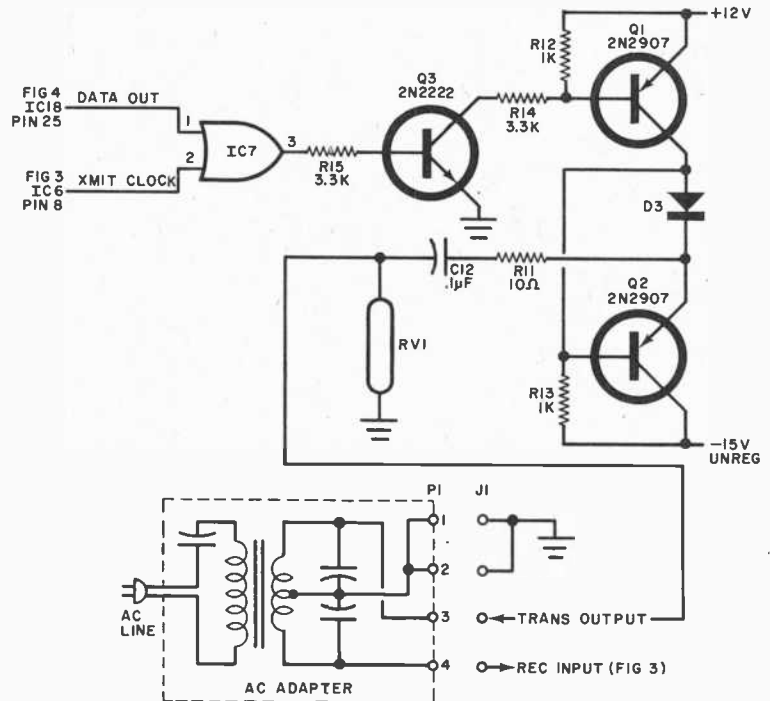 +12V
R12
1K
Q1
2N2907
Q3
2N2222
FIG 4
IC18
PIN 25
DATA OUT
1
2
3
IC7
R15
3.3K
R14
3.3K
FIG 3
IC6
PIN 8
XMIT CLOCK
D3
C12
.1µF
R11
10Ω
Q2
2N2907
RV1
R13
1K
-15V
UNREG
P1
J1
1
2
3
4
AC
LINE
TRANS OUTPUT
REC INPUT (FIG 3)
AC ADAPTER